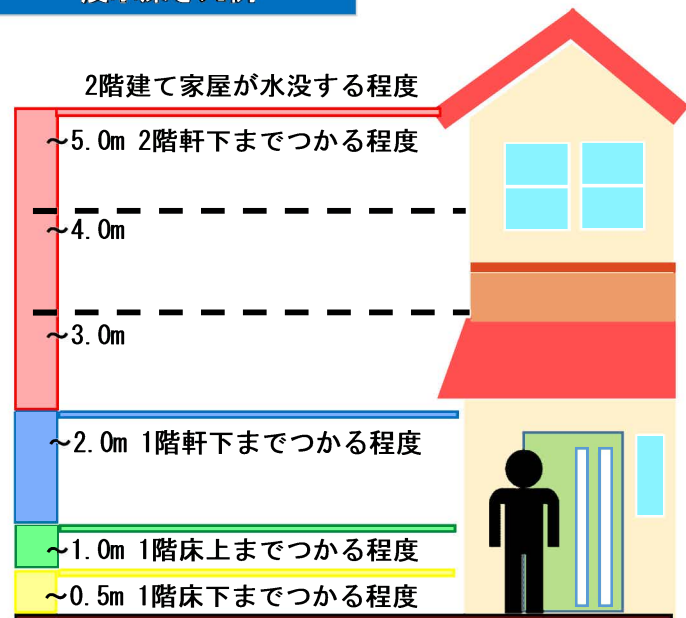 2階建て家屋が水没する程度
~5.0m 2階軒下までつかる程度
~4.0m
~3.0m
~2.0m 1階軒下までつかる程度
~1.0m 1階床上までつかる程度
~0.5m 1階床下までつかる程度